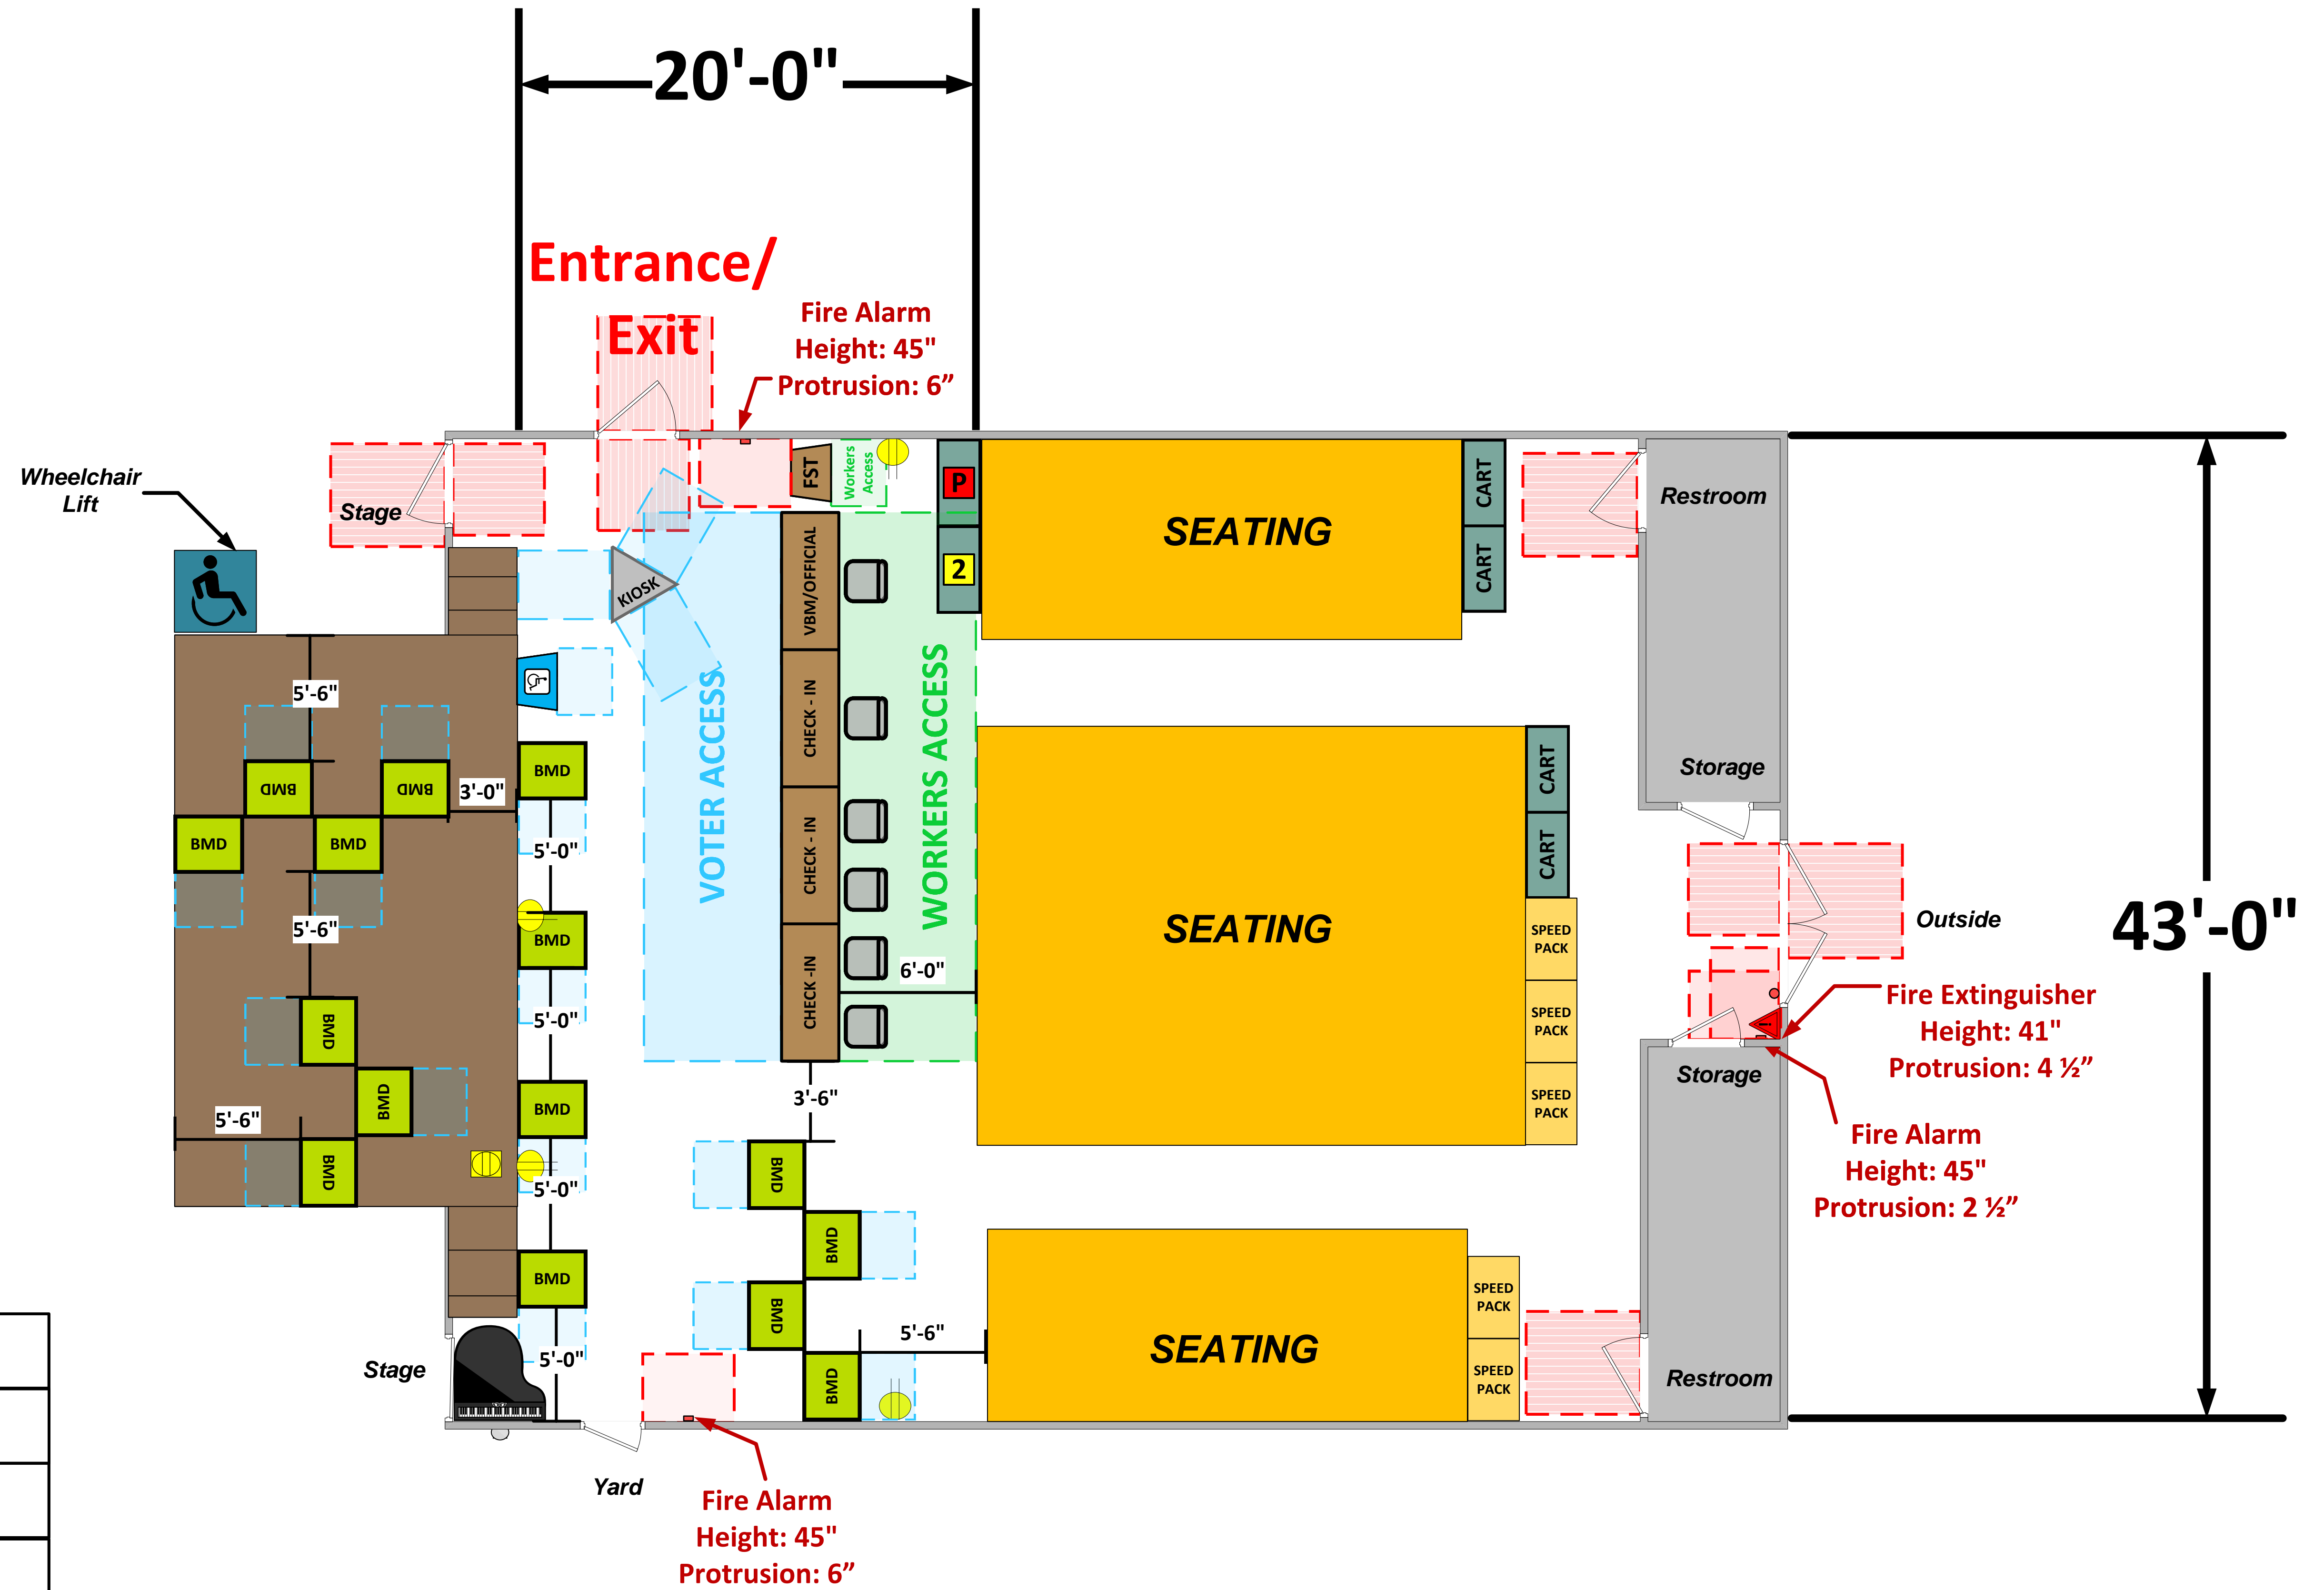 20'-0"
Entrance/
Exit
Fire Alarm
Height: 45"
Protrusion: 6”
Wheelchair
Lift
Stage
FST
Workers
Access
P
2
SEATING
CART
CART
Restroom
KIOSK
VBM/OFFICIAL
CHECK - IN
CHECK - IN
CHECK -IN
VOTER ACCESS
WORKERS ACCESS
5'-6"
BMD
BMD
3'-0"
BMD
BMD
5'-6"
BMD
BMD
BMD
5'-6"
BMD
5'-0"
BMD
5'-0"
BMD
5'-0"
BMD
5'-0"
6'-0"
3'-6"
BMD
BMD
BMD
BMD
5'-6"
SEATING
CART
CART
SPEED
PACK
SPEED
PACK
SPEED
PACK
Storage
Outside
43'-0"
Fire Extinguisher
Height: 41"
Protrusion: 4 ½”
Storage
Fire Alarm
Height: 45"
Protrusion: 2 ½”
SEATING
SPEED
PACK
SPEED
PACK
Restroom
Stage
Yard
Fire Alarm
Height: 45"
Protrusion: 6”